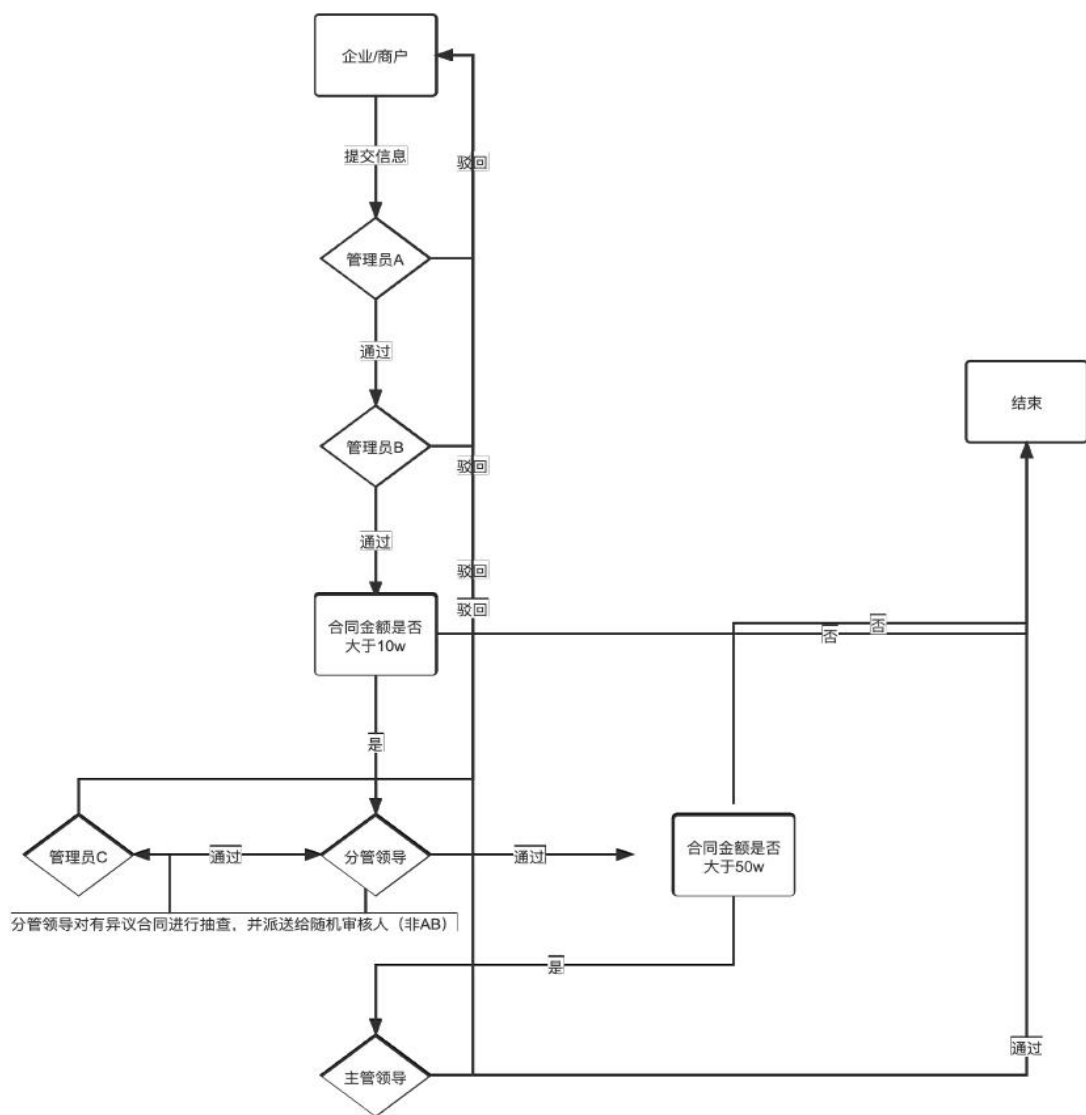 企业/商户
提交信息
驳回
管理员A
通过
结束
管理员B
驳回
通过
驳回
驳回
合同金额是否
大于10w
否
否
是
管理员C
通过
分管领导
通过
合同金额是否
大于50w
分管领导对有异议合同进行抽查，并派送给随机审核人（非AB）
是
主管领导
通过